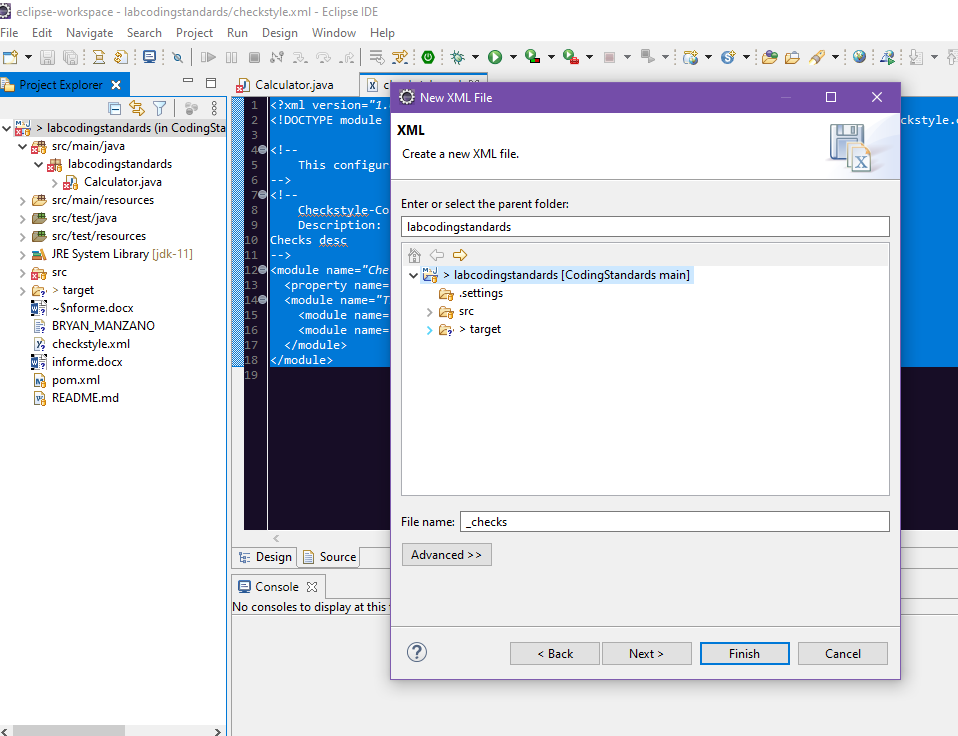 eclipse-workspace - labcodingstandards/checkstyle.xml - Eclipse IDE
File Edit Navigate Search Project Run Design Window Help
Project Explorer
> labcodingstandards (in CodingSta
src/main/java
labcodingstandards
Calculator.java
src/main/resources
src/test/java
src/test/resources
JRE System Library [jdk-11]
src
> target
~$nforme.docx
BRYAN_MANZANO
checkstyle.xml
informe.docx
pom.xml
README.md
Calculator.java
1 <?xml version="1.
2 <!DOCTYPE module
ckstyle.
3
4 <!--
5 This configur
6 -->
7 <!--
8 Checkstyle-Co
9 Description:
10 Checks desc
11 -->
12 <module name="Che
13 <property name=
14 <module name="T
15 <module name=
16 <module name=
17 </module>
18 </module>
19
Design Source
Console
No consoles to display at this
New XML File
XML
Create a new XML file.
Enter or select the parent folder:
labcodingstandards
> labcodingstandards [CodingStandards main]
.settings
src
> target
File name: _checks
Advanced >>
? < Back Next > Finish Cancel